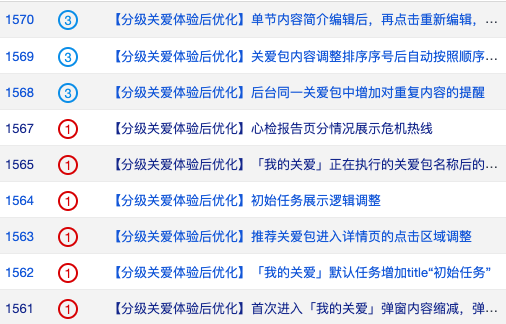 1570 3 【分级关爱体验后优化】单节内容简介编辑后，再点击重新编辑，…
1569 3 【分级关爱体验后优化】关爱包内容调整排序序号后自动按照顺序…
1568 3 【分级关爱体验后优化】后台同一关爱包中增加对重复内容的提醒
1567 1 【分级关爱体验后优化】心检报告页分情况展示危机热线
1565 1 【分级关爱体验后优化】「我的关爱」正在执行的关爱包名称后的…
1564 1 【分级关爱体验后优化】初始任务展示逻辑调整
1563 1 【分级关爱体验后优化】推荐关爱包进入详情页的点击区域调整
1562 1 【分级关爱体验后优化】「我的关爱」默认任务增加title“初始任务”
1561 1 【分级关爱体验后优化】首次进入「我的关爱」弹窗内容缩减，弹…